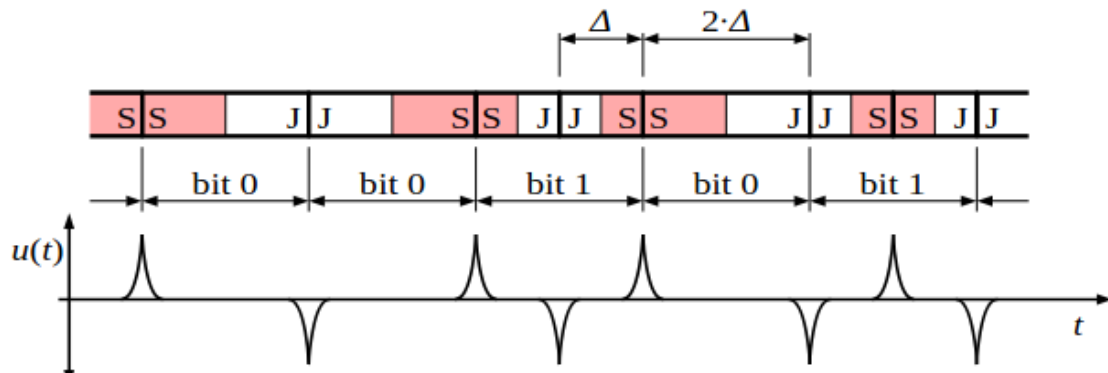 Δ 2·Δ
S S J J S S J J S S J J S S J J
bit 0 bit 0 bit 1 bit 0 bit 1
u(t)
t